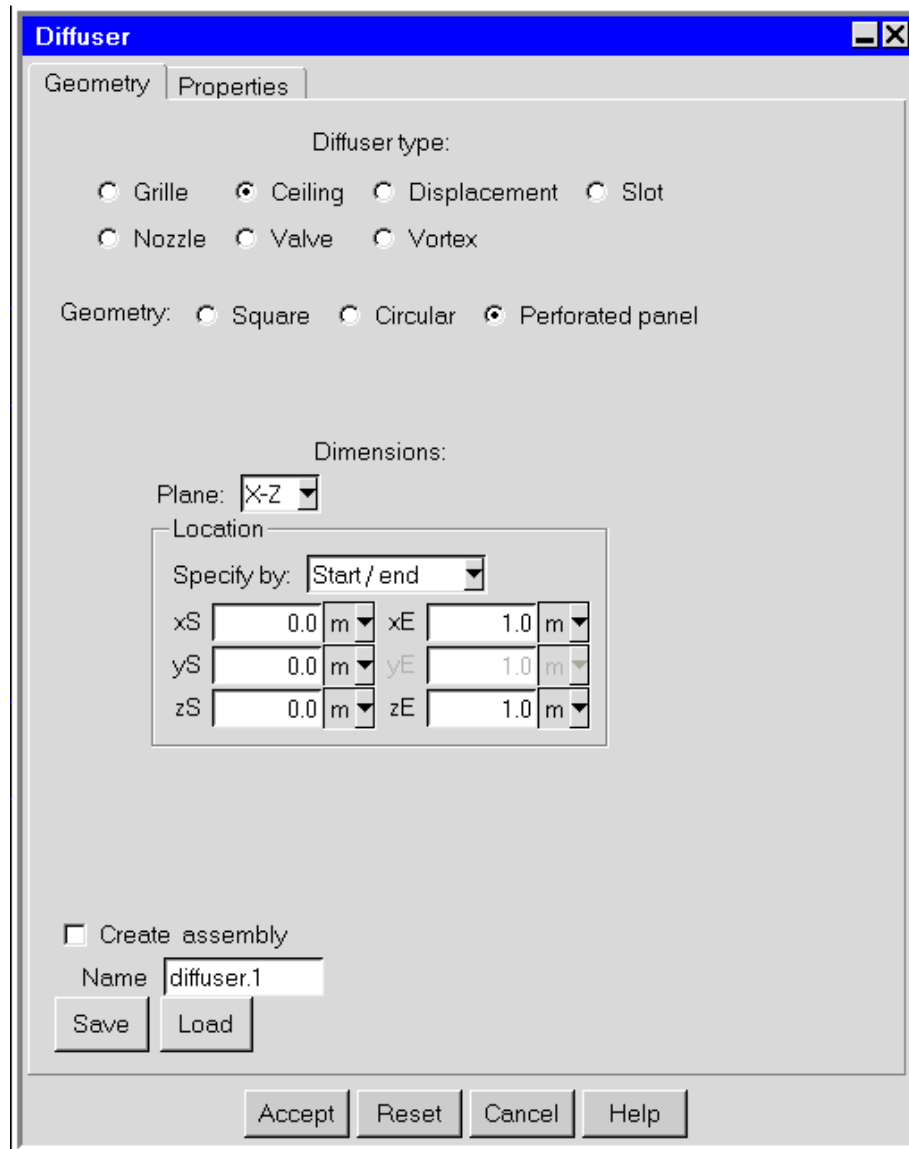 Diffuser
Geometry Properties
Diffuser type:
Grille Ceiling Displacement Slot
Nozzle Valve Vortex
Geometry: Square Circular Perforated panel
Dimensions:
Plane: X-Z
Location
Specify by: Start / end
xS 0.0 m xE 1.0 m
yS 0.0 m yE 1.0 m
zS 0.0 m zE 1.0 m
Create assembly
Name diffuser.1
Save Load
Accept Reset Cancel Help